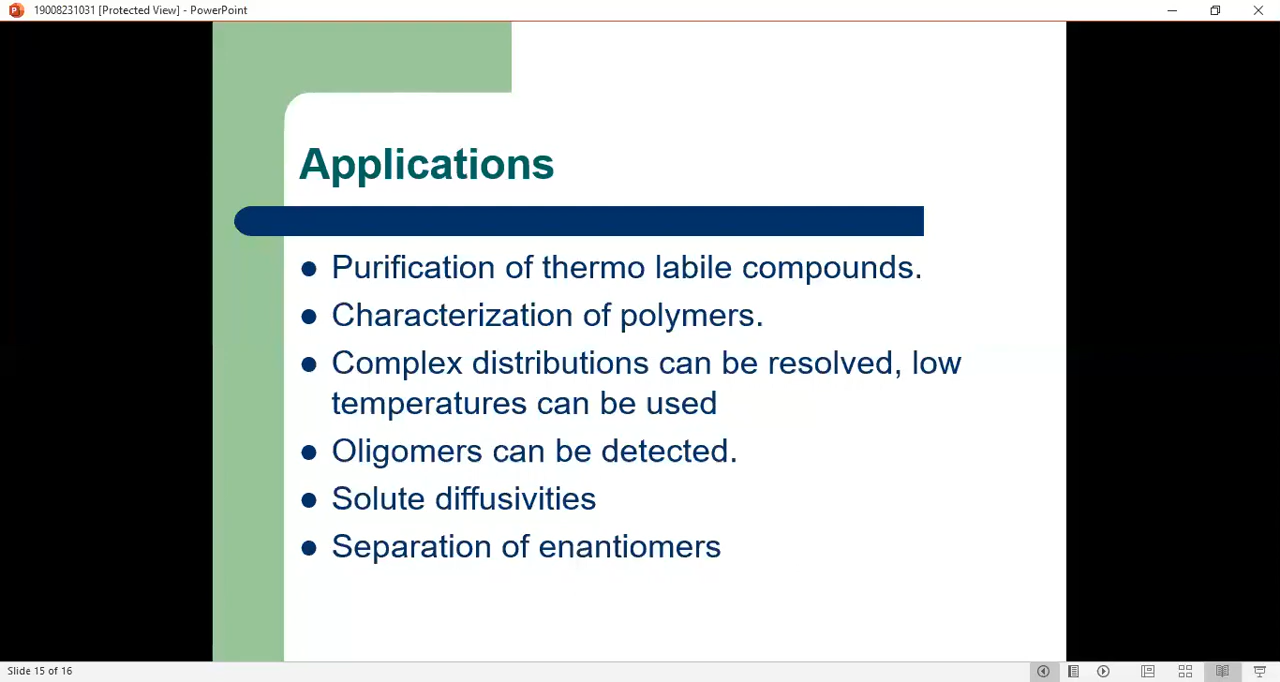 19008231031 [Protected View] - PowerPoint
Applications
Purification of thermo labile compounds.
Characterization of polymers.
Complex distributions can be resolved, low
temperatures can be used
Oligomers can be detected.
Solute diffusivities
Separation of enantiomers
Slide 15 of 16